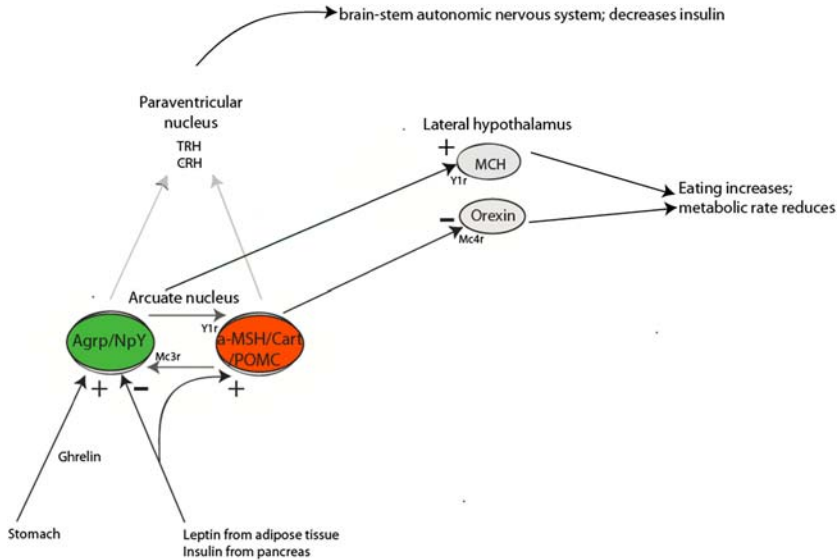 brain-stem autonomic nervous system; decreases insulin
Paraventricular
nucleus
TRH
CRH
Lateral hypothalamus
+
MCH
Y1r
Eating increases;
metabolic rate reduces
Orexin
–
Mc4r
Arcuate nucleus
Y1r
Agrp/NpY
a-MSH/Cart
/POMC
Mc3r
+
–
+
Ghrelin
Stomach
Leptin from adipose tissue
Insulin from pancreas